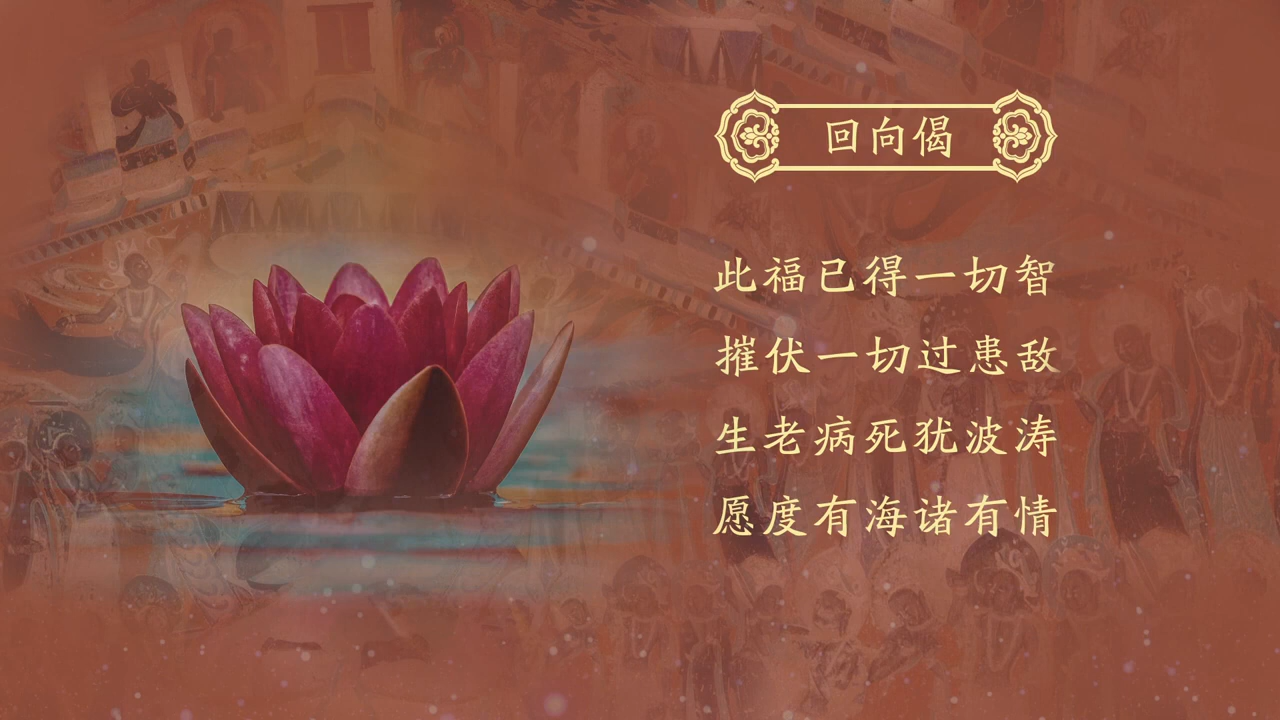 回向偈
此福已得一切智
摧伏一切过患敌
生老病死犹波涛
愿度有海诸有情